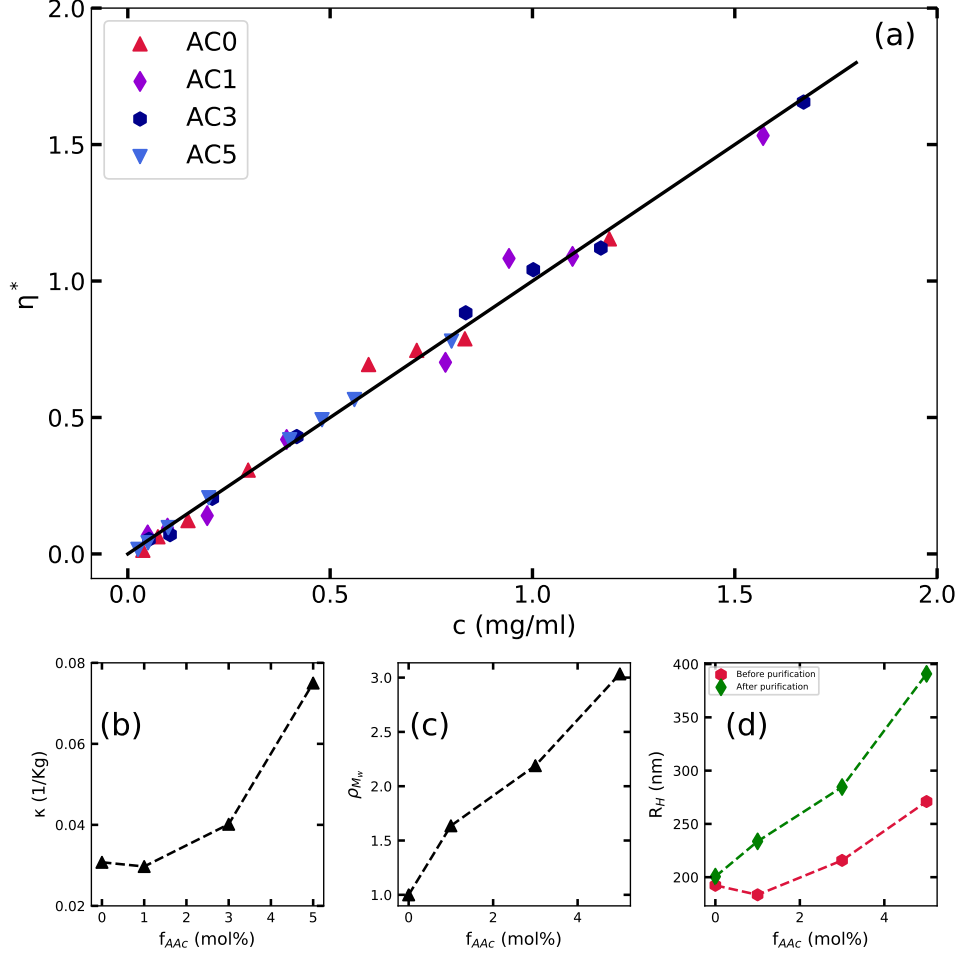 2.0
(a)
AC0
AC1
AC3
AC5
1.5
1.0
0.5
0.0
η*
0.0 0.5 1.0 1.5 2.0
c (mg/ml)
0.08
0.06
0.04
0.02
κ (1/Kg)
(b)
0 1 3 5
f_AAc (mol%)
3.0
2.5
2.0
1.5
1.0
ρ_Mw
(c)
0 2 4
f_AAc (mol%)
400
350
300
250
200
R_H (nm)
Before purification
After purification
(d)
0 2 4
f_AAc (mol%)